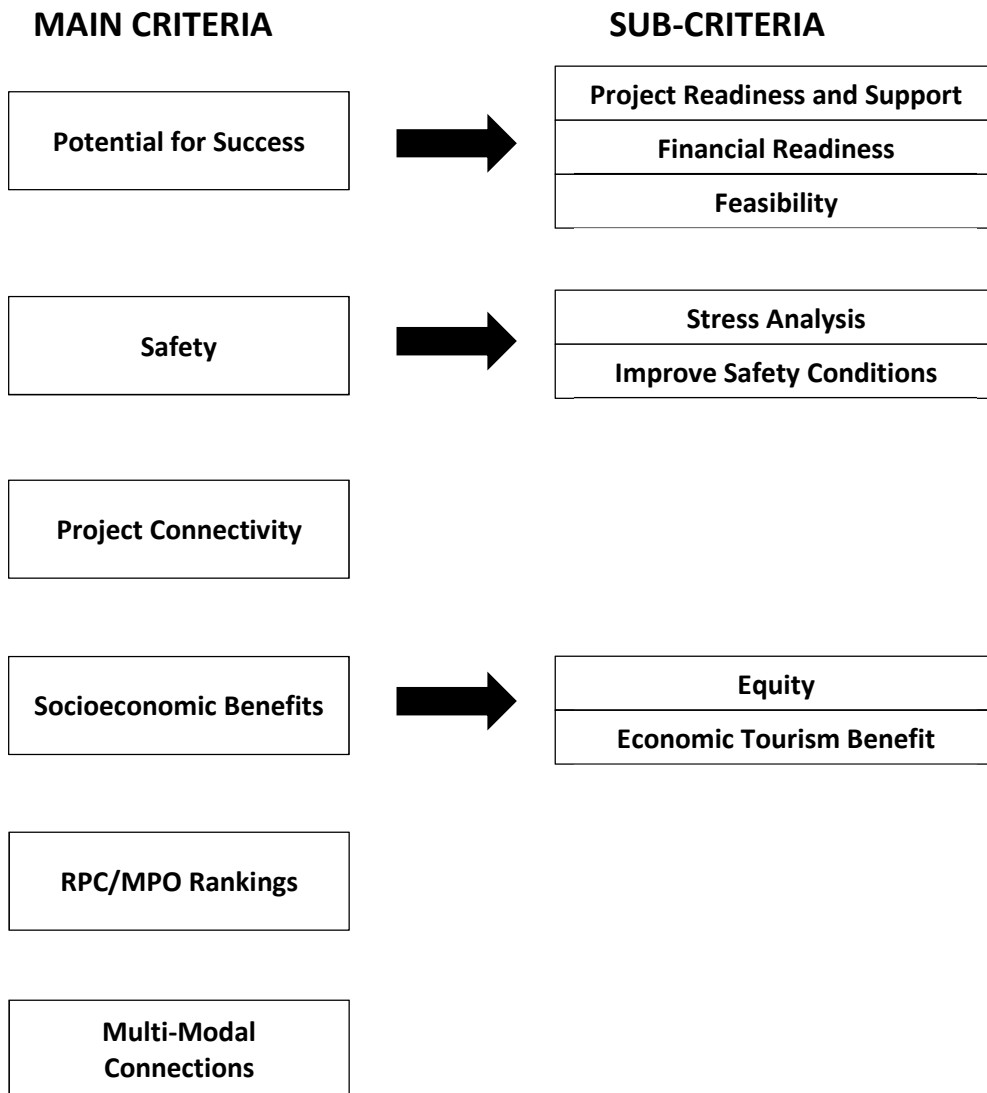 MAIN CRITERIA
SUB-CRITERIA
Potential for Success
Project Readiness and Support
Financial Readiness
Feasibility
Safety
Stress Analysis
Improve Safety Conditions
Project Connectivity
Socioeconomic Benefits
Equity
Economic Tourism Benefit
RPC/MPO Rankings
Multi-Modal
Connections